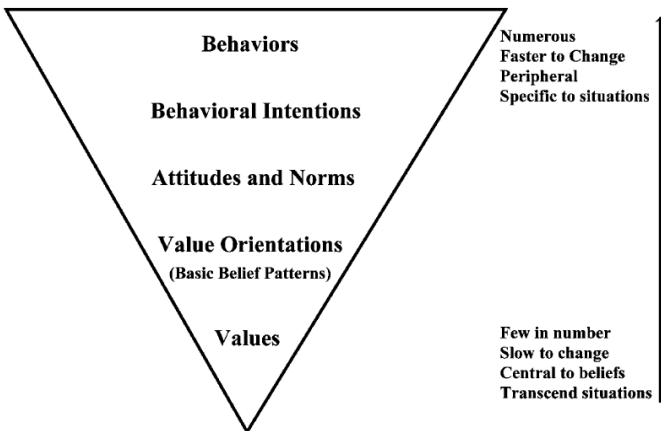 Behaviors
Behavioral Intentions
Attitudes and Norms
Value Orientations
(Basic Belief Patterns)
Values
Numerous
Faster to Change
Peripheral
Specific to situations
Few in number
Slow to change
Central to beliefs
Transcend situations